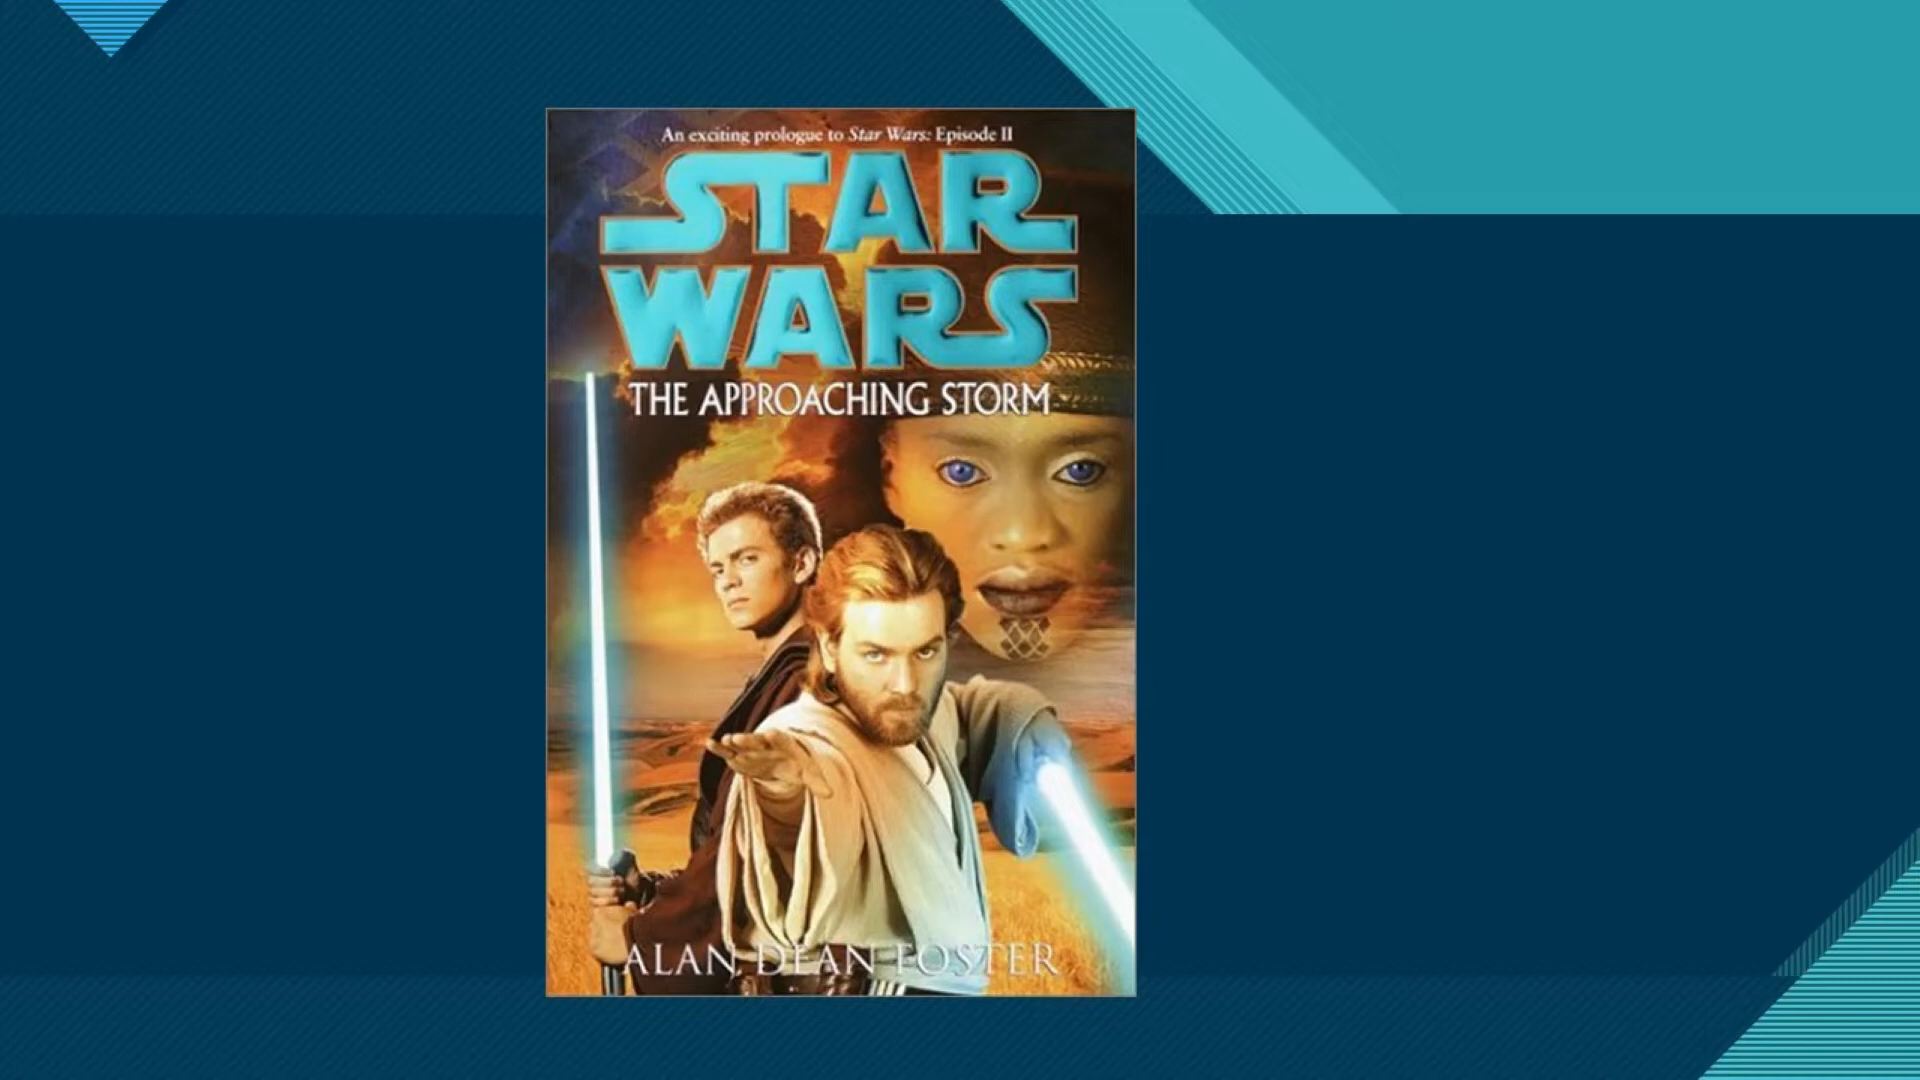 An exciting prologue to Star Wars: Episode II
STAR
WARS
THE APPROACHING STORM
ALAN DEAN FOSTER